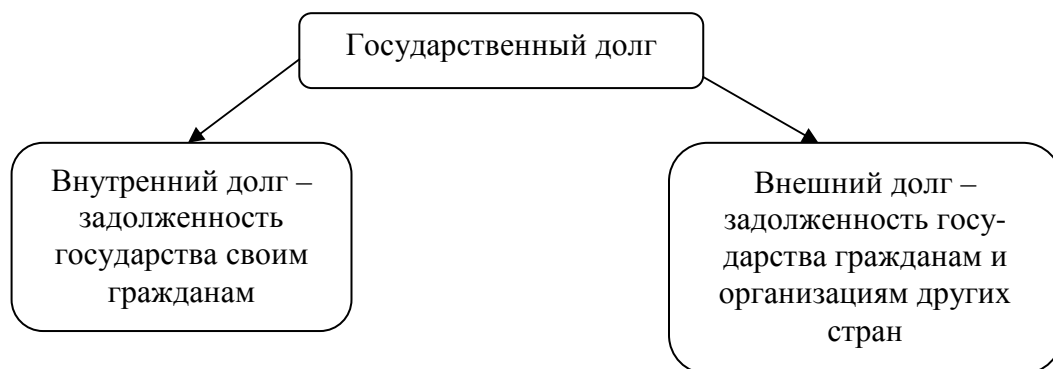 Государственный долг
Внутренний долг –
задолженность
государства своим
гражданам
Внешний долг –
задолженность госу-
дарства гражданам и
организациям других
стран